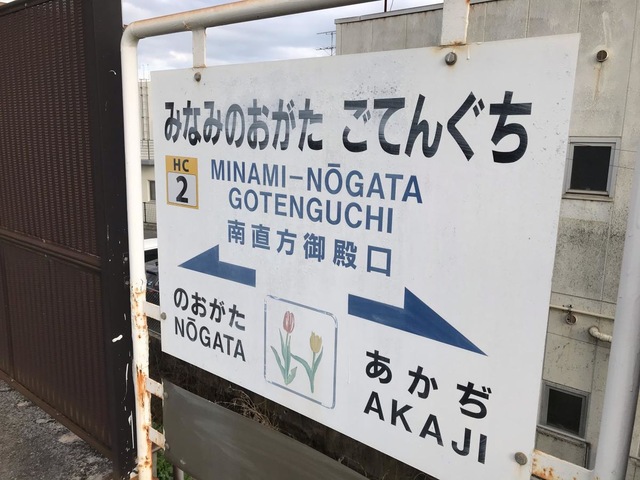 みなみのおがた ごてんぐち
HC
2
MINAMI-NŌGATA
GOTENGUCHI
南直方御殿口
のおがた
NŌGATA
あかぢ
AKAJI